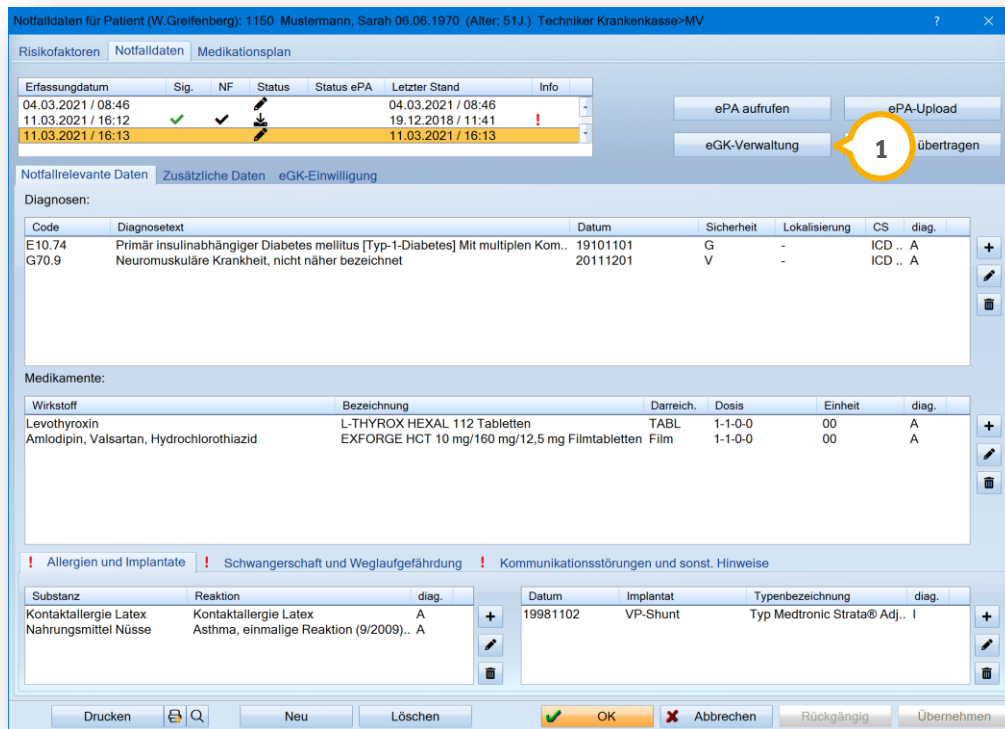 Notfalldaten für Patient (W.Greifenberg): 1150 Mustermann, Sarah 06.06.1970 (Alter: 51J.) Techniker Krankenkasse>MV ?
Risikofaktoren Notfalldaten Medikationsplan
Erfassungdatum Sig. NF Status Status ePA Letzter Stand Info
04.03.2021 / 08:46 04.03.2021 / 08:46
11.03.2021 / 16:12 19.12.2018 / 11:41 !
11.03.2021 / 16:13 11.03.2021 / 16:13
ePA aufrufen ePA-Upload
eGK-Verwaltung 1 übertragen
Notfallrelevante Daten Zusätzliche Daten eGK-Einwilligung
Diagnosen:
Code Diagnosetext Datum Sicherheit Lokalisierung CS diag.
E10.74 Primär insulinabhängiger Diabetes mellitus [Typ-1-Diabetes] Mit multiplen Kom.. 19101101 G - ICD .. A
G70.9 Neuromuskuläre Krankheit, nicht näher bezeichnet 20111201 V - ICD .. A
Medikamente:
Wirkstoff Bezeichnung Darreich. Dosis Einheit diag.
Levothyroxin L-THYROX HEXAL 112 Tabletten TABL 1-1-0-0 00 A
Amlodipin, Valsartan, Hydrochlorothiazid EXFORGE HCT 10 mg/160 mg/12,5 mg Filmtabletten Film 1-1-0-0 00 A
! Allergien und Implantate ! Schwangerschaft und Weglaufgefährdung ! Kommunikationsstörungen und sonst. Hinweise
Substanz Reaktion diag.
Kontaktallergie Latex Kontaktallergie Latex A
Nahrungsmittel Nüsse Asthma, einmalige Reaktion (9/2009).. A
Datum Implantat Typenbezeichnung diag.
19981102 VP-Shunt Typ Medtronic Strata® Adj.. I
Drucken Neu Löschen OK Abbrechen Rückgängig Übernehmen